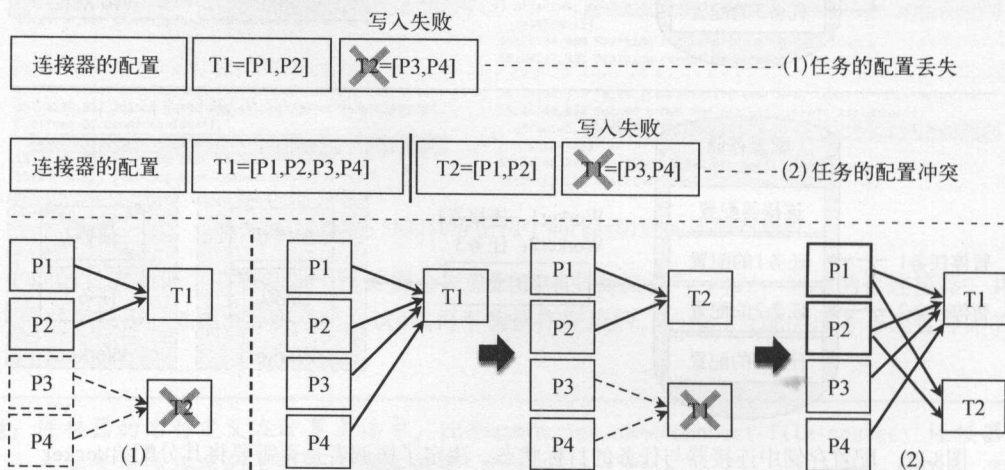 写入失败
连接器的配置 T1=[P1,P2] T2=[P3,P4] (1)任务的配置丢失
写入失败
连接器的配置 T1=[P1,P2,P3,P4] T2=[P1,P2] T1=[P3,P4] (2)任务的配置冲突
P1 P1 P1 P1
T1 T1 T2 T1
P2 P2 P2 P2
P3 P3 P3 P3
T2 T1 T2
P4 P4 P4 P4
(1) (2)